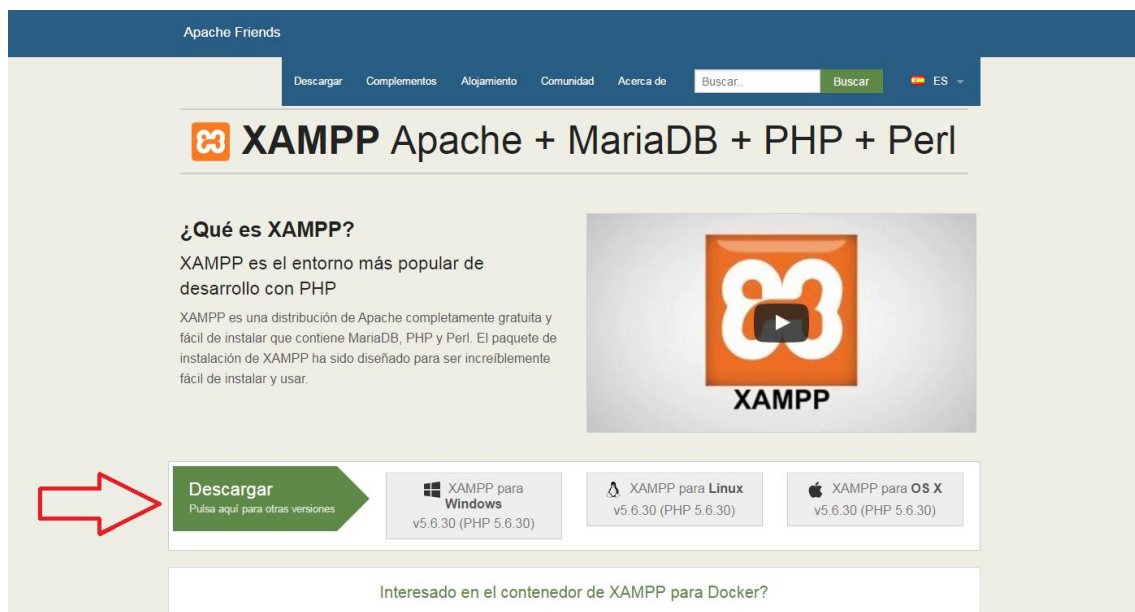 Apache Friends
Descargar Complementos Alojamiento Comunidad Acerca de Buscar.. Buscar ES
XAMPP Apache + MariaDB + PHP + Perl
¿Qué es XAMPP?
XAMPP es el entorno más popular de
desarrollo con PHP
XAMPP es una distribución de Apache completamente gratuita y
fácil de instalar que contiene MariaDB, PHP y Perl. El paquete de
instalación de XAMPP ha sido diseñado para ser increíblemente
fácil de instalar y usar.
XAMPP
Descargar
Pulsa aquí para otras versiones
XAMPP para
Windows
v5.6.30 (PHP 5.6.30)
XAMPP para Linux
v5.6.30 (PHP 5.6.30)
XAMPP para OS X
v5.6.30 (PHP 5.6.30)
Interesado en el contenedor de XAMPP para Docker?